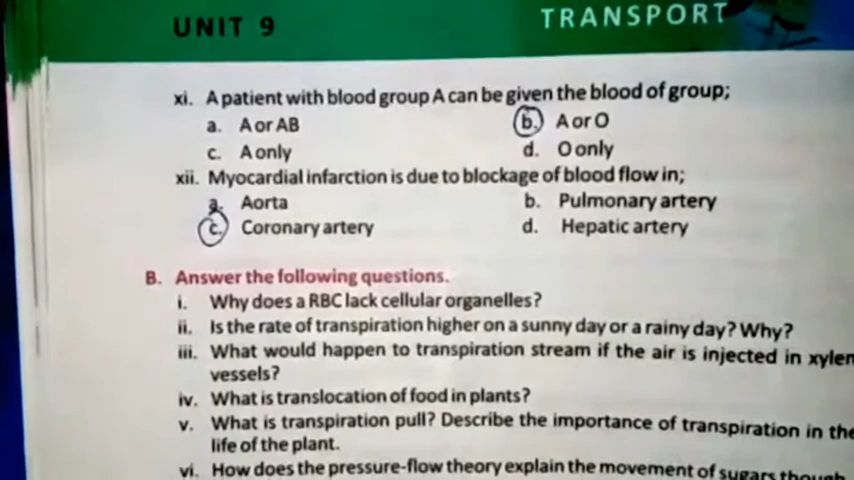 UNIT 9
TRANSPORT
xi. A patient with blood group A can be given the blood of group;
a. A or AB
b. A or O
c. A only
d. O only
xii. Myocardial infarction is due to blockage of blood flow in;
a. Aorta
b. Pulmonary artery
c. Coronary artery
d. Hepatic artery
B. Answer the following questions.
i. Why does a RBC lack cellular organelles?
ii. Is the rate of transpiration higher on a sunny day or a rainy day? Why?
iii. What would happen to transpiration stream if the air is injected in xylem
vessels?
iv. What is translocation of food in plants?
v. What is transpiration pull? Describe the importance of transpiration in the
life of the plant.
vi. How does the pressure-flow theory explain the movement of sugars though